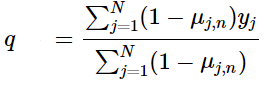 q = \frac{\sum_{j=1}^{N}(1 - \mu_{j,n})y_j}{\sum_{j=1}^{N}(1 - \mu_{j,n})}